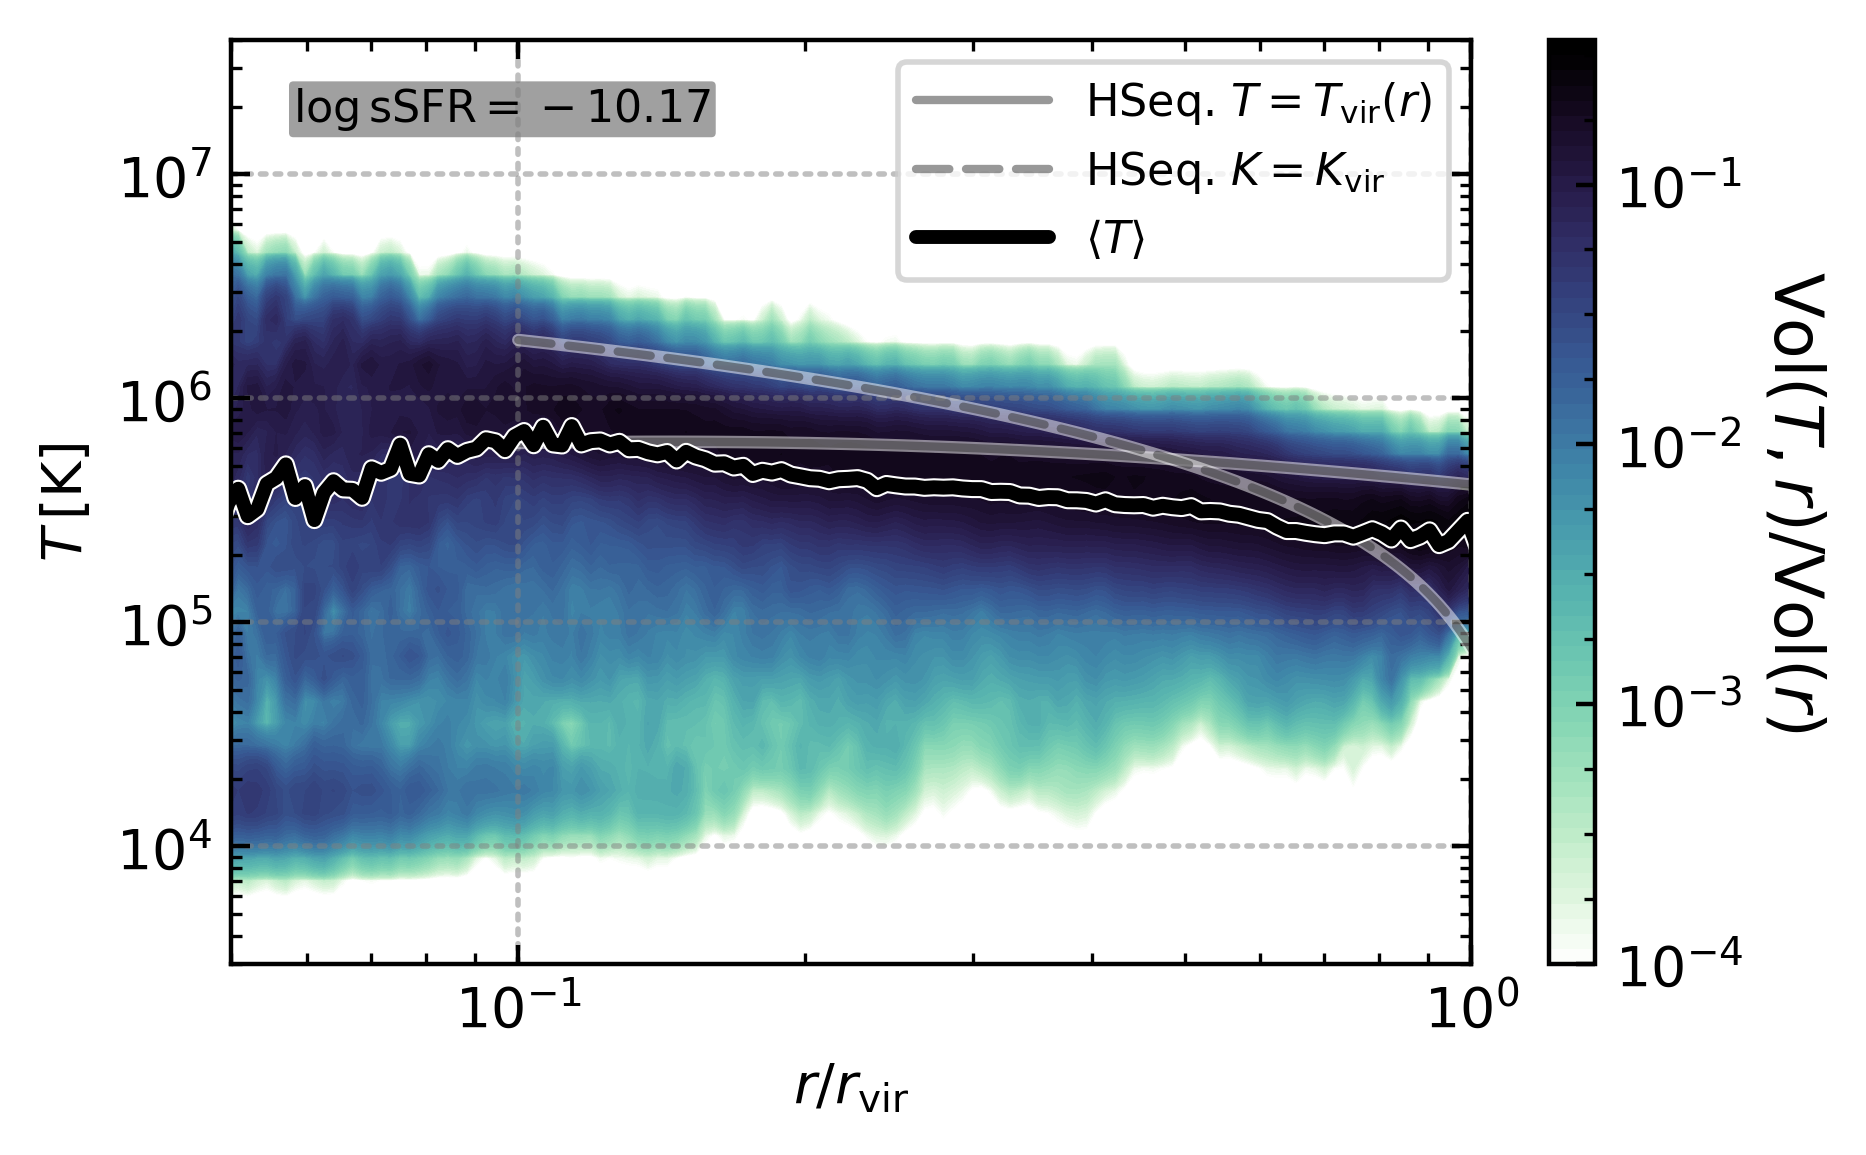 log sSFR = −10.17
HSeq. T = T_vir(r)
HSeq. K = K_vir
⟨T⟩
10^7
10^6
10^5
10^4
T [K]
10^−1
10^0
r/r_vir
10^−1
10^−2
10^−3
10^−4
Vol(T, r)/Vol(r)